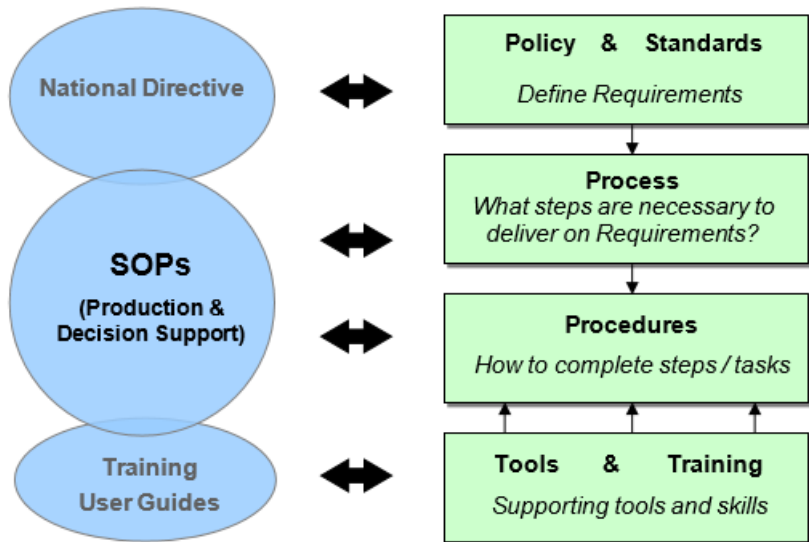 National Directive
SOPs
(Production &
Decision Support)
Training
User Guides
Policy & Standards
Define Requirements
Process
What steps are necessary to
deliver on Requirements?
Procedures
How to complete steps / tasks
Tools & Training
Supporting tools and skills